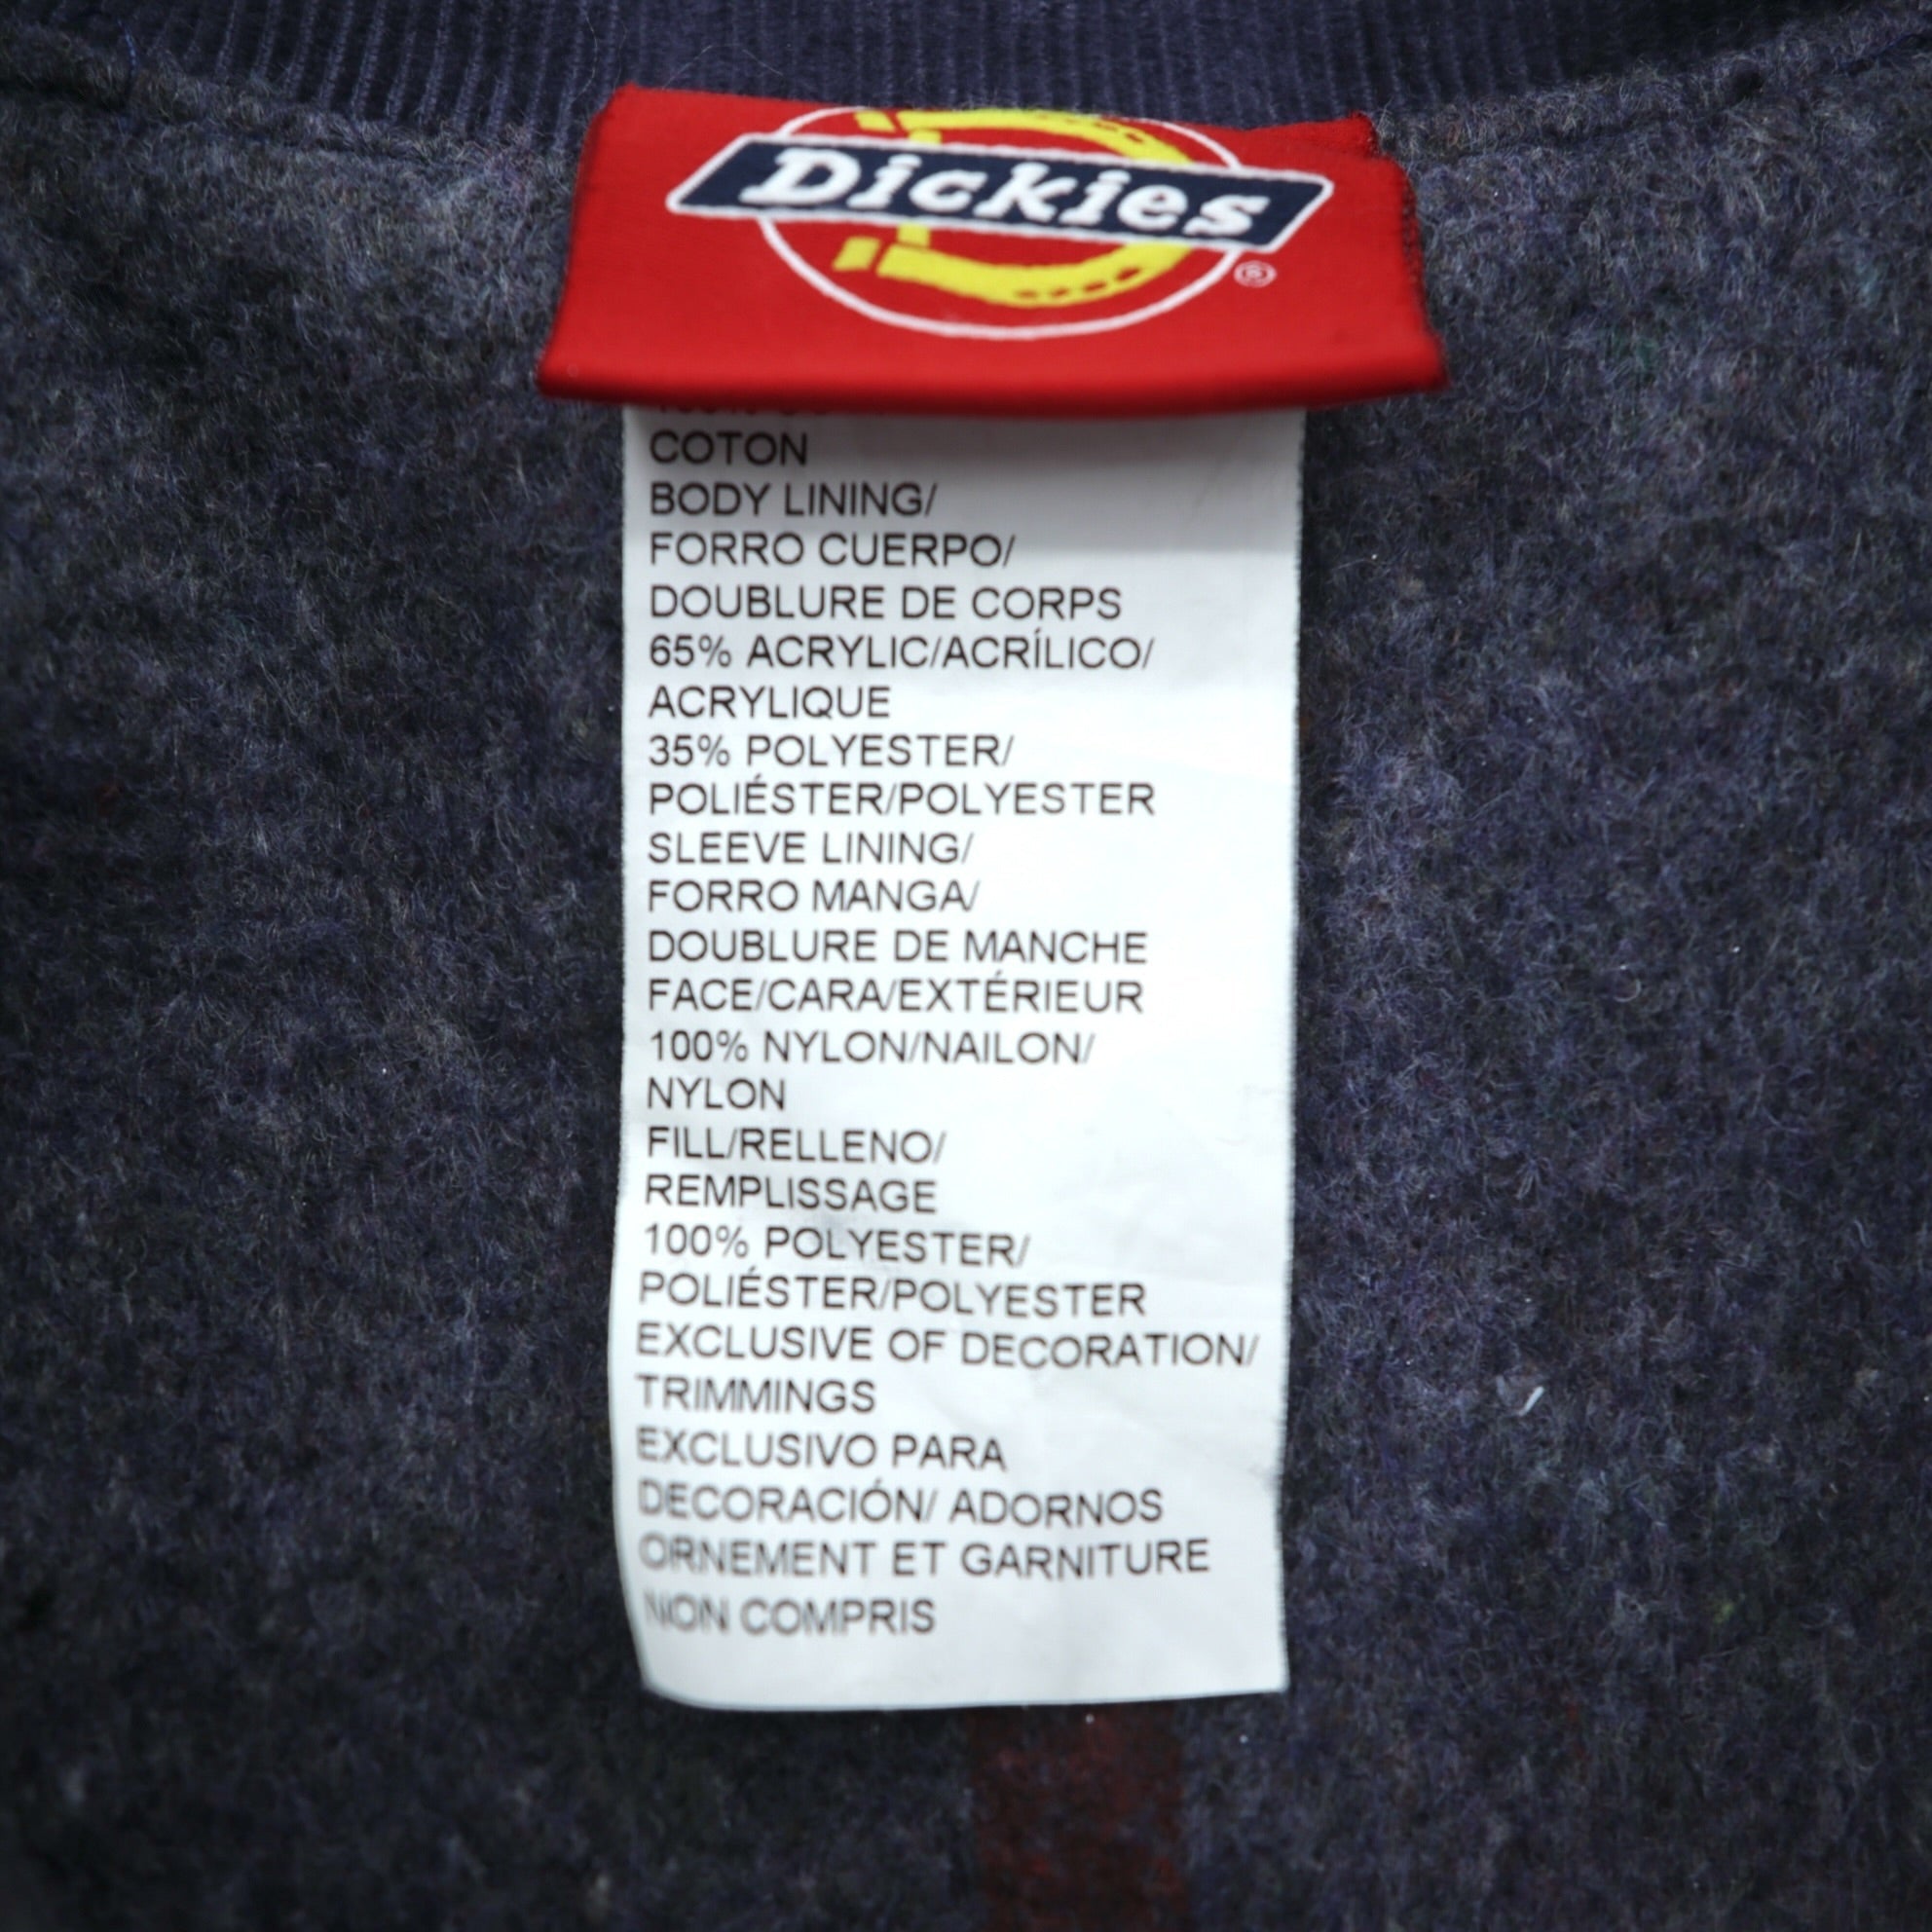 Dickies
®
COTON
BODY LINING/
FORRO CUERPO/
DOUBLURE DE CORPS
65% ACRYLIC/ACRÍLICO/
ACRYLIQUE
35% POLYESTER/
POLIÉSTER/POLYESTER
SLEEVE LINING/
FORRO MANGA/
DOUBLURE DE MANCHE
FACE/CARA/EXTÉRIEUR
100% NYLON/NAILON/
NYLON
FILL/RELLENO/
REMPLISSAGE
100% POLYESTER/
POLIÉSTER/POLYESTER
EXCLUSIVE OF DECORATION/
TRIMMINGS
EXCLUSIVO PARA
DECORACIÓN/ ADORNOS
ORNEMENT ET GARNITURE
NON COMPRIS